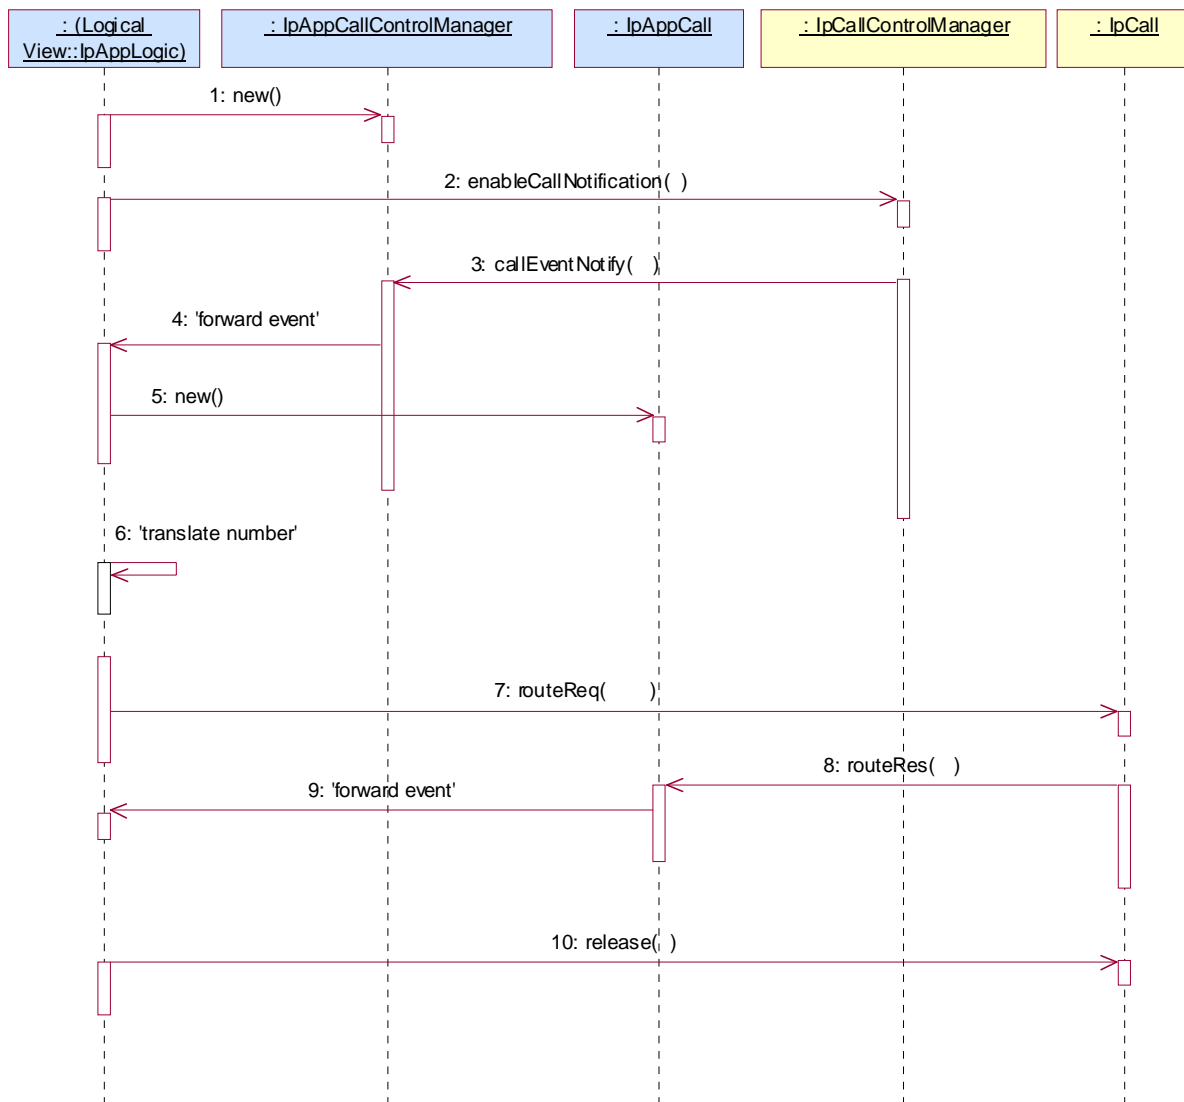 : (Logical
View::IpAppLogic)
: IpAppCallControlManager
: IpAppCall
: IpCallControlManager
: IpCall
1: new()
2: enableCallNotification( )
3: callEventNotify( )
4: 'forward event'
5: new()
6: 'translate number'
7: routeReq( )
8: routeRes( )
9: 'forward event'
10: release( )